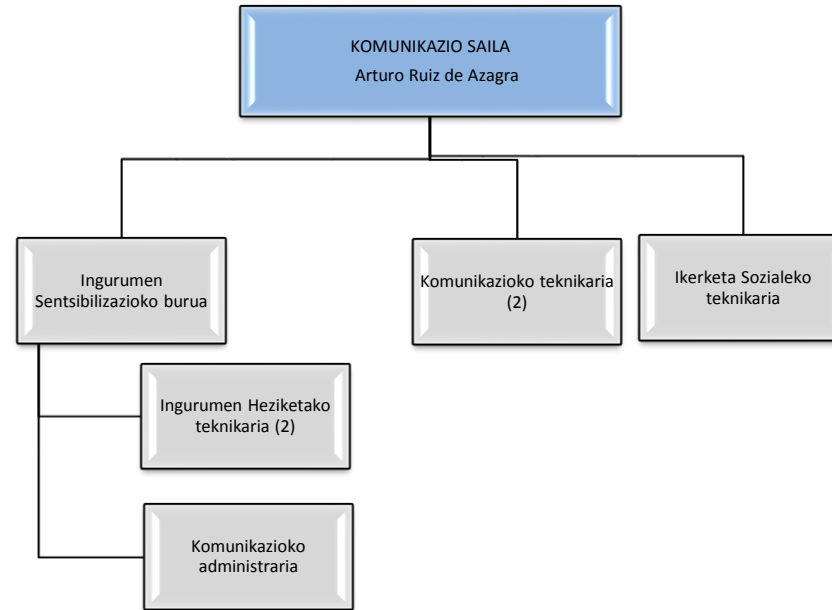 KOMUNIKAZIO SAILA
Arturo Ruiz de Azagra
Ingurumen
Sentsibilizazioko burua
Komunikazioko teknikaria
(2)
Ikerketa Sozialeko
teknikaria
Ingurumen Heziketako
teknikaria (2)
Komunikazioko
administraria